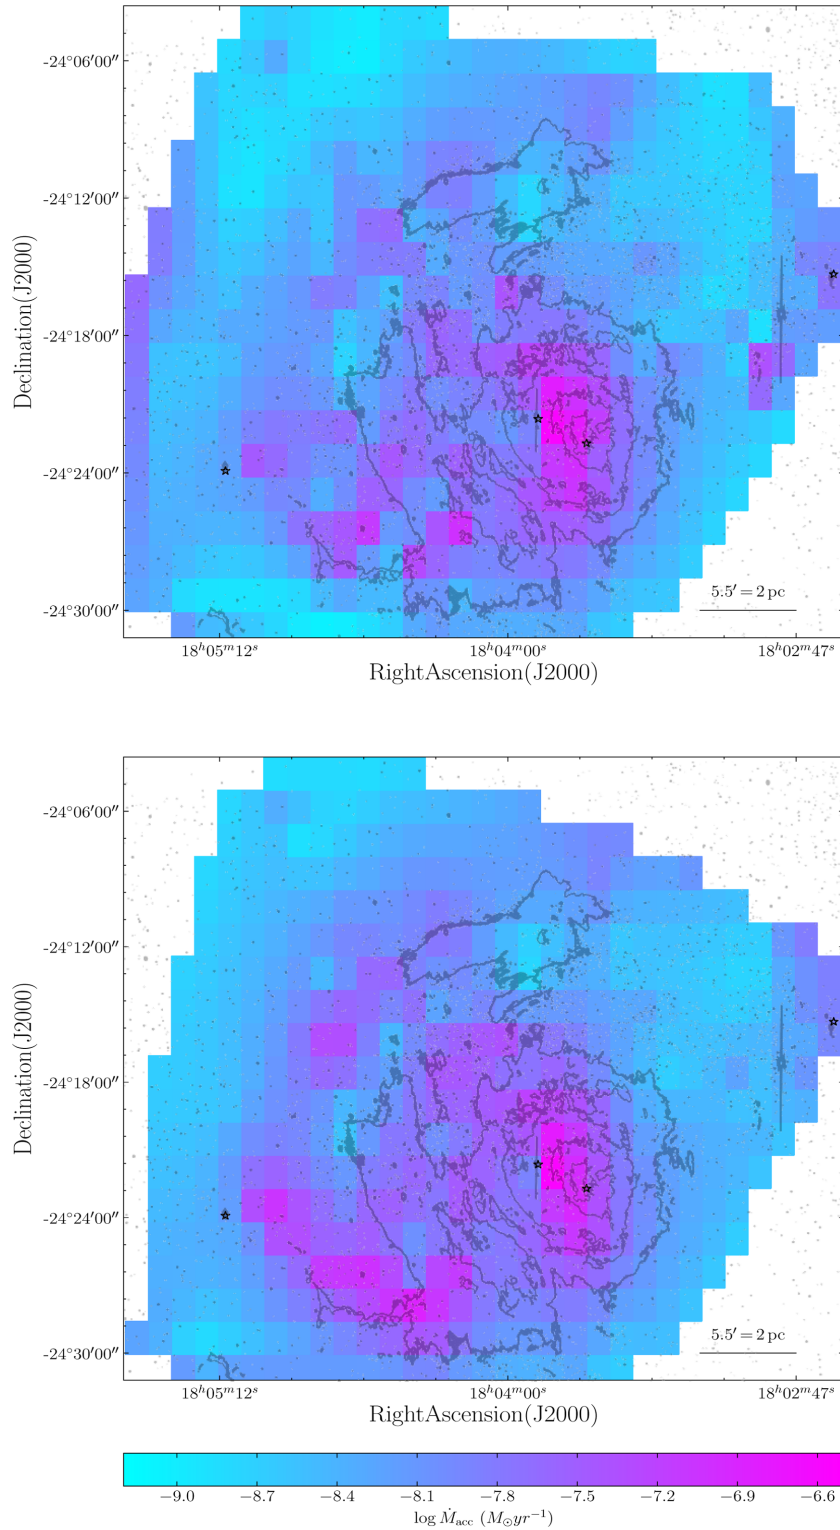 -24°06′00″
-24°12′00″
-24°18′00″
-24°24′00″
-24°30′00″
Declination(J2000)
5.5′ = 2 pc
18ʰ05ᵐ12ˢ 18ʰ04ᵐ00ˢ 18ʰ02ᵐ47ˢ
RightAscension(J2000)
-24°06′00″
-24°12′00″
-24°18′00″
-24°24′00″
-24°30′00″
Declination(J2000)
5.5′ = 2 pc
18ʰ05ᵐ12ˢ 18ʰ04ᵐ00ˢ 18ʰ02ᵐ47ˢ
RightAscension(J2000)
−9.0 −8.7 −8.4 −8.1 −7.8 −7.5 −7.2 −6.9 −6.6
log Ṁacc (M⊙yr⁻¹)